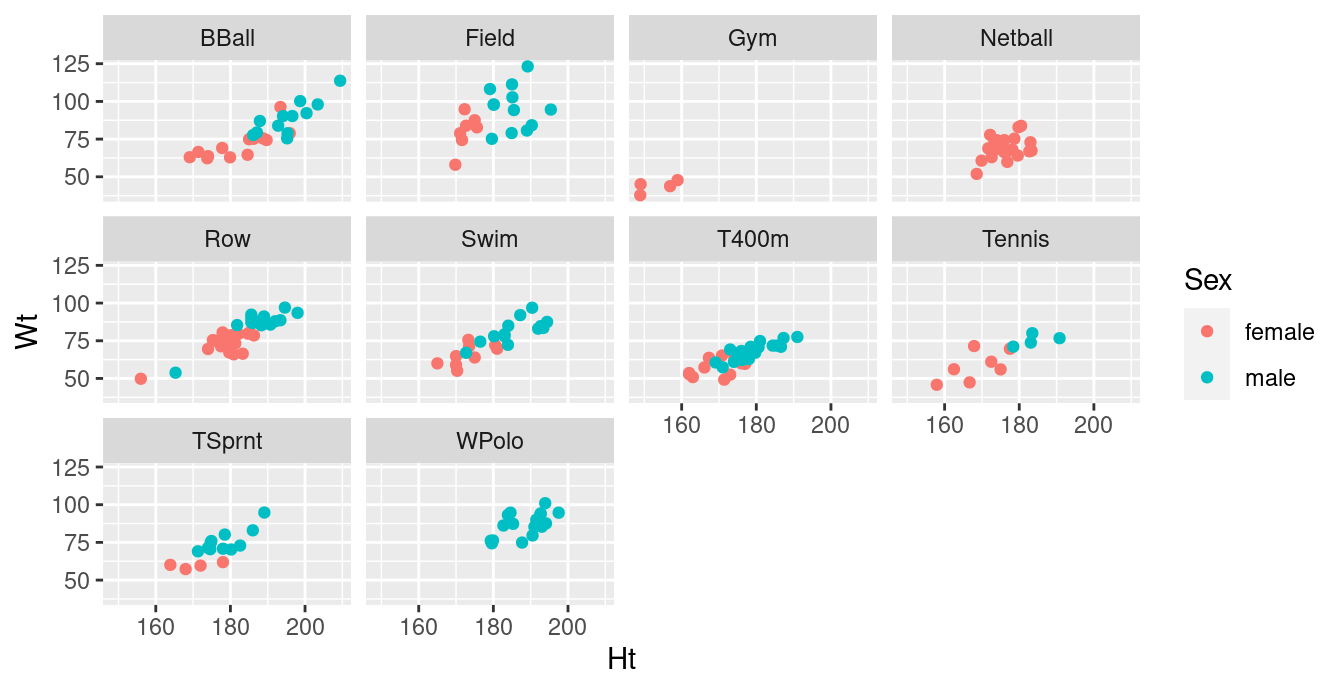 BBall Field Gym Netball
125
100
75
50
Row Swim T400m Tennis
125
100
75
50
160 180 200 160 180 200
TSprnt WPolo
125
100
75
50
160 180 200 160 180 200
Ht
Wt
Sex
female
male